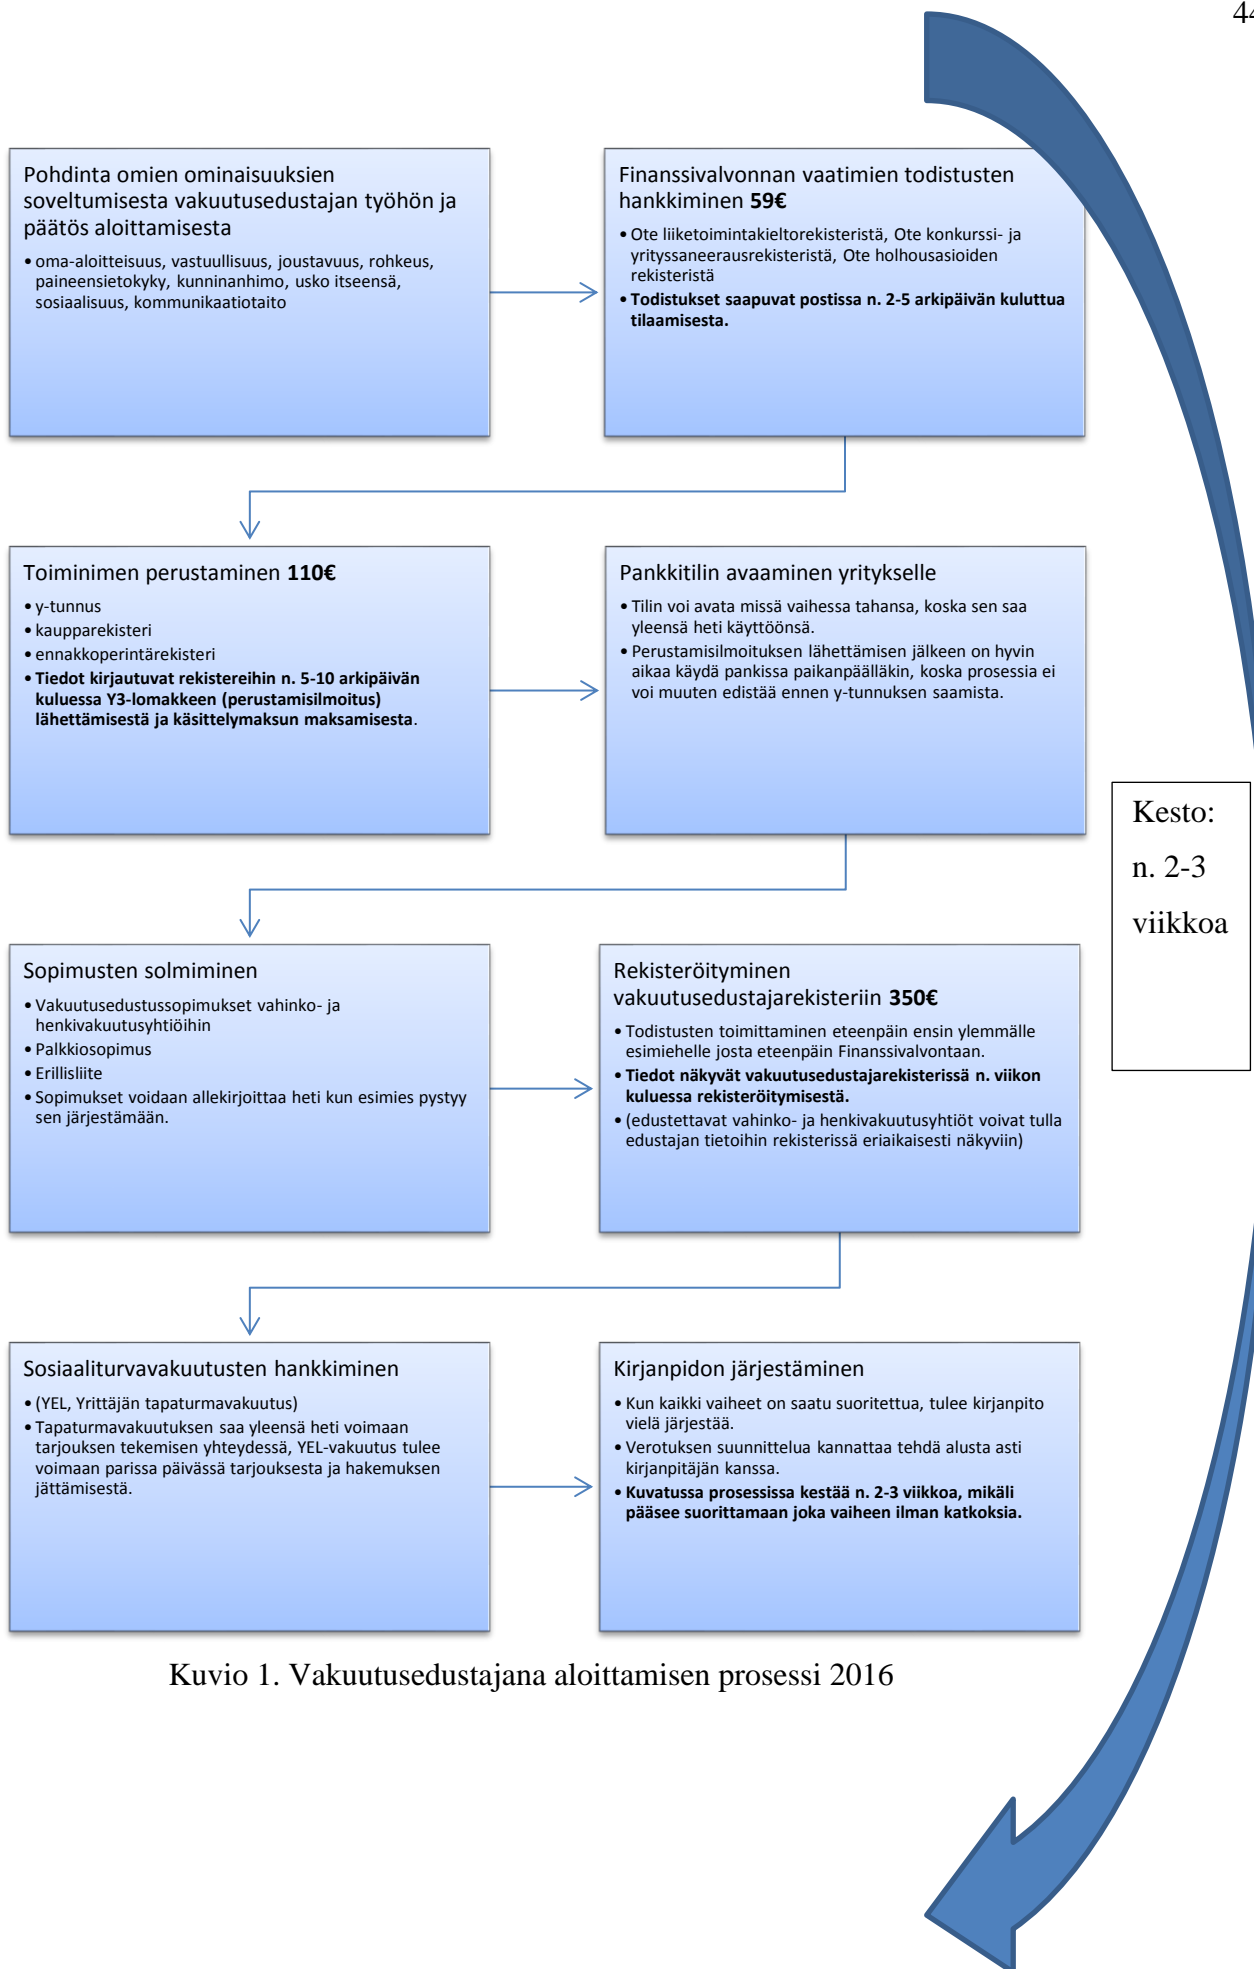 44
Pohdinta omien ominaisuuksien
soveltumisesta vakuutusedustajan työhön ja
päätös aloittamisesta
• oma-aloitteisuus, vastuullisuus, joustavuus, rohkeus,
paineensietokyky, kunninanhimo, usko itseensä,
sosiaalisuus, kommunikaatiotaito
Finanssivalvonnan vaatimien todistusten
hankkiminen 59€
• Ote liiketoimintakieltorekisteristä, Ote konkurssi- ja
yrityssaneerausrekisteristä, Ote holhousasioiden
rekisteristä
• Todistukset saapuvat postissa n. 2-5 arkipäivän kuluttua
tilaamisesta.
Toiminimen perustaminen 110€
• y-tunnus
• kaupparekisteri
• ennakkoperintärekisteri
• Tiedot kirjautuvat rekistereihin n. 5-10 arkipäivän
kuluessa Y3-lomakkeen (perustamisilmoitus)
lähettämisestä ja käsittelymaksun maksamisesta.
Pankkitilin avaaminen yritykselle
• Tilin voi avata missä vaihessa tahansa, koska sen saa
yleensä heti käyttöönsä.
• Perustamisilmoituksen lähettämisen jälkeen on hyvin
aikaa käydä pankissa paikanpäälläkin, koska prosessia ei
voi muuten edistää ennen y-tunnuksen saamista.
Kesto:
n. 2-3
viikkoa
Sopimusten solmiminen
• Vakuutusedustussopimukset vahinko- ja
henkivakuutusyhtiöihin
• Palkkiosopimus
• Erillisliite
• Sopimukset voidaan allekirjoittaa heti kun esimies pystyy
sen järjestämään.
Rekisteröityminen
vakuutusedustajarekisteriin 350€
• Todistusten toimittaminen eteenpäin ensin ylemmälle
esimiehelle josta eteenpäin Finanssivalvontaan.
• Tiedot näkyvät vakuutusedustajarekisterissä n. viikon
kuluessa rekisteröitymisestä.
• (edustettavat vahinko- ja henkivakuutusyhtiöt voivat tulla
edustajan tietoihin rekisterissä eriaikaisesti näkyviin)
Sosiaaliturvavakuutusten hankkiminen
• (YEL, Yrittäjän tapaturmavakuutus)
• Tapaturmavakuutuksen saa yleensä heti voimaan
tarjouksen tekemisen yhteydessä, YEL-vakuutus tulee
voimaan parissa päivässä tarjouksesta ja hakemuksen
jättämisestä.
Kirjanpidon järjestäminen
• Kun kaikki vaiheet on saatu suoritettua, tulee kirjanpito
vielä järjestää.
• Verotuksen suunnittelua kannattaa tehdä alusta asti
kirjanpitäjän kanssa.
• Kuvatussa prosessissa kestää n. 2-3 viikkoa, mikäli
pääsee suorittamaan joka vaiheen ilman katkoksia.
Kuvio 1. Vakuutusedustajana aloittamisen prosessi 2016